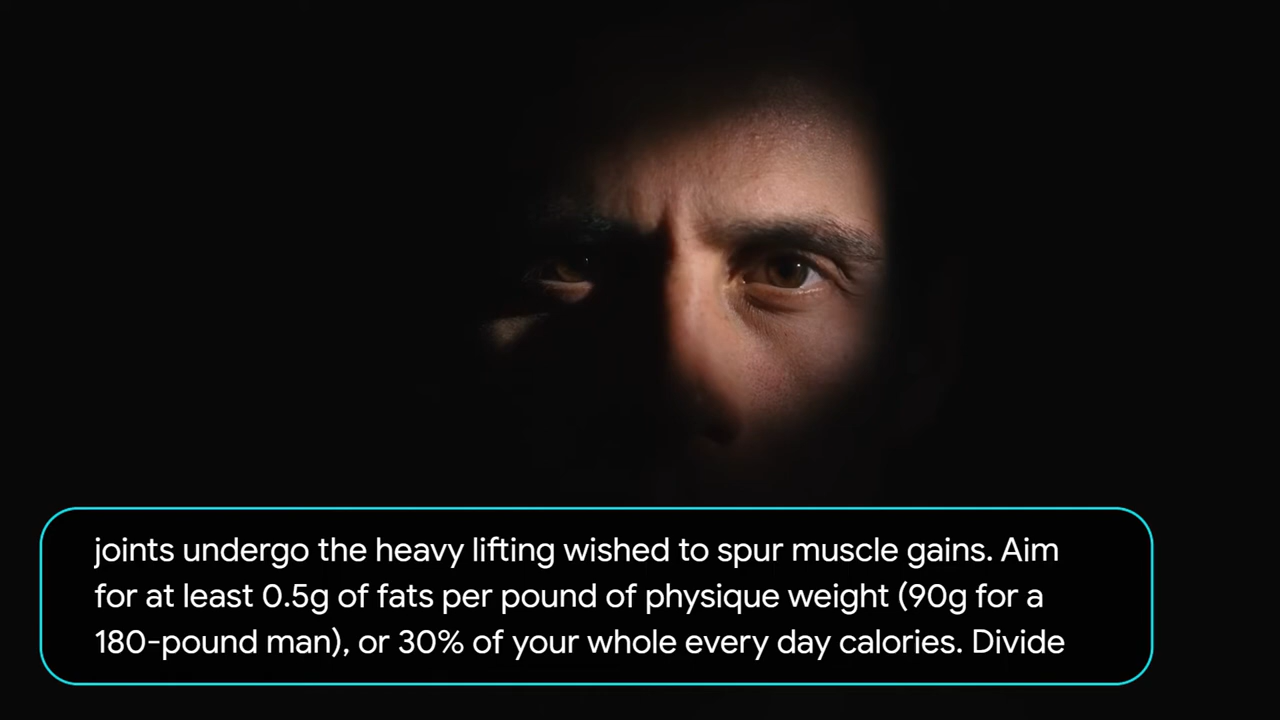 joints undergo the heavy lifting wished to spur muscle gains. Aim
for at least 0.5g of fats per pound of physique weight (90g for a
180-pound man), or 30% of your whole every day calories. Divide